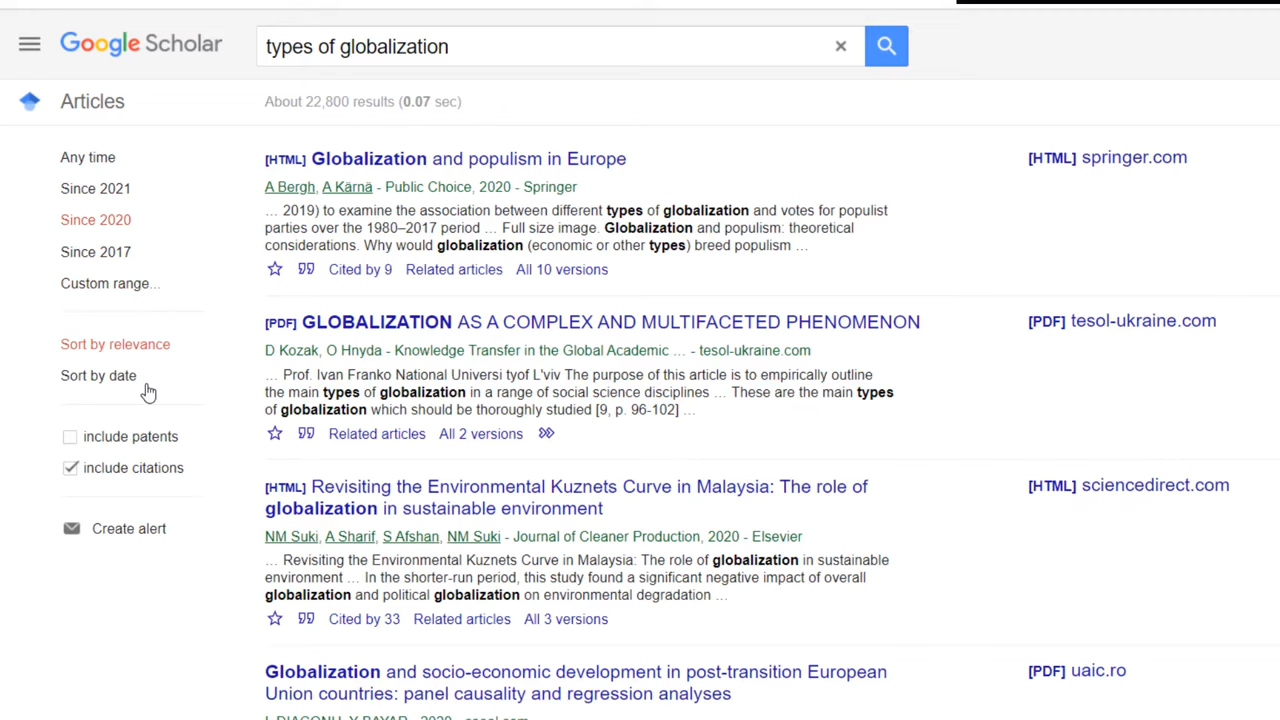 Google Scholar
types of globalization
Articles
About 22,800 results (0.07 sec)
Any time
Since 2021
Since 2020
Since 2017
Custom range...
Sort by relevance
Sort by date
include patents
include citations
Create alert
[HTML] Globalization and populism in Europe
A Bergh, A Kärnä - Public Choice, 2020 - Springer
... 2019) to examine the association between different types of globalization and votes for populist
parties over the 1980–2017 period ... Full size image. Globalization and populism: theoretical
considerations. Why would globalization (economic or other types) breed populism ...
Cited by 9 Related articles All 10 versions
[HTML] springer.com
[PDF] GLOBALIZATION AS A COMPLEX AND MULTIFACETED PHENOMENON
D Kozak, O Hnyda - Knowledge Transfer in the Global Academic ... - tesol-ukraine.com
... Prof. Ivan Franko National Universi tyof L'viv The purpose of this article is to empirically outline
the main types of globalization in a range of social science disciplines ... These are the main types
of globalization which should be thoroughly studied [9, p. 96-102] ...
Related articles All 2 versions
[PDF] tesol-ukraine.com
[HTML] Revisiting the Environmental Kuznets Curve in Malaysia: The role of
globalization in sustainable environment
NM Suki, A Sharif, S Afshan, NM Suki - Journal of Cleaner Production, 2020 - Elsevier
... Revisiting the Environmental Kuznets Curve in Malaysia: The role of globalization in sustainable
environment ... In the shorter-run period, this study found a significant negative impact of overall
globalization and political globalization on environmental degradation ...
Cited by 33 Related articles All 3 versions
[HTML] sciencedirect.com
Globalization and socio-economic development in post-transition European
Union countries: panel causality and regression analyses
[PDF] uaic.ro